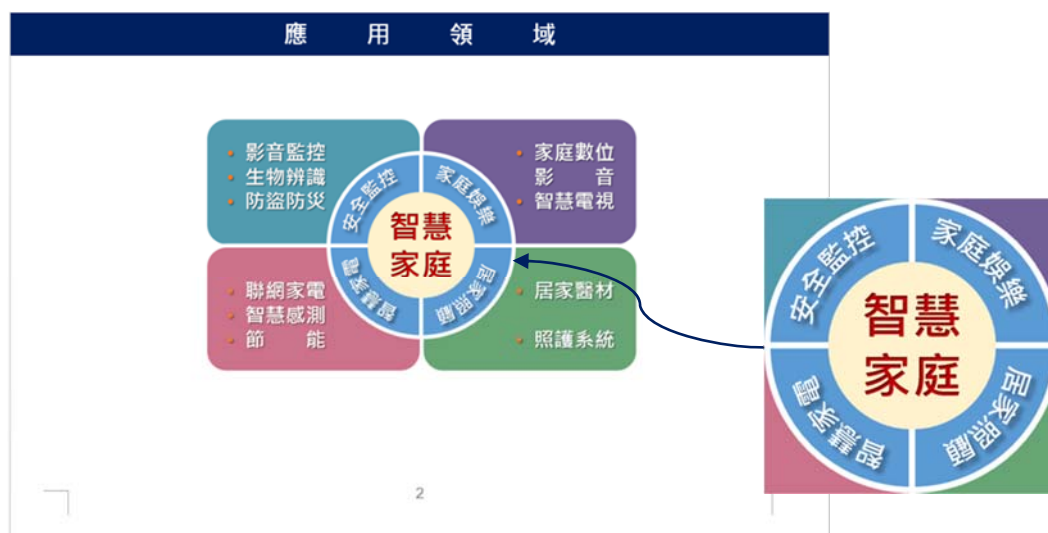 應用領域
• 影音監控
• 生物辨識
• 防盜防災
• 家庭數位
影音
• 智慧電視
安全監控
家庭娛樂
智慧
家庭
智慧家電
居家照顧
• 聯網家電
• 智慧感測
• 節能
• 居家醫材
• 照護系統
2
安全監控
家庭娛樂
智慧
家庭
智慧家電
居家照顧